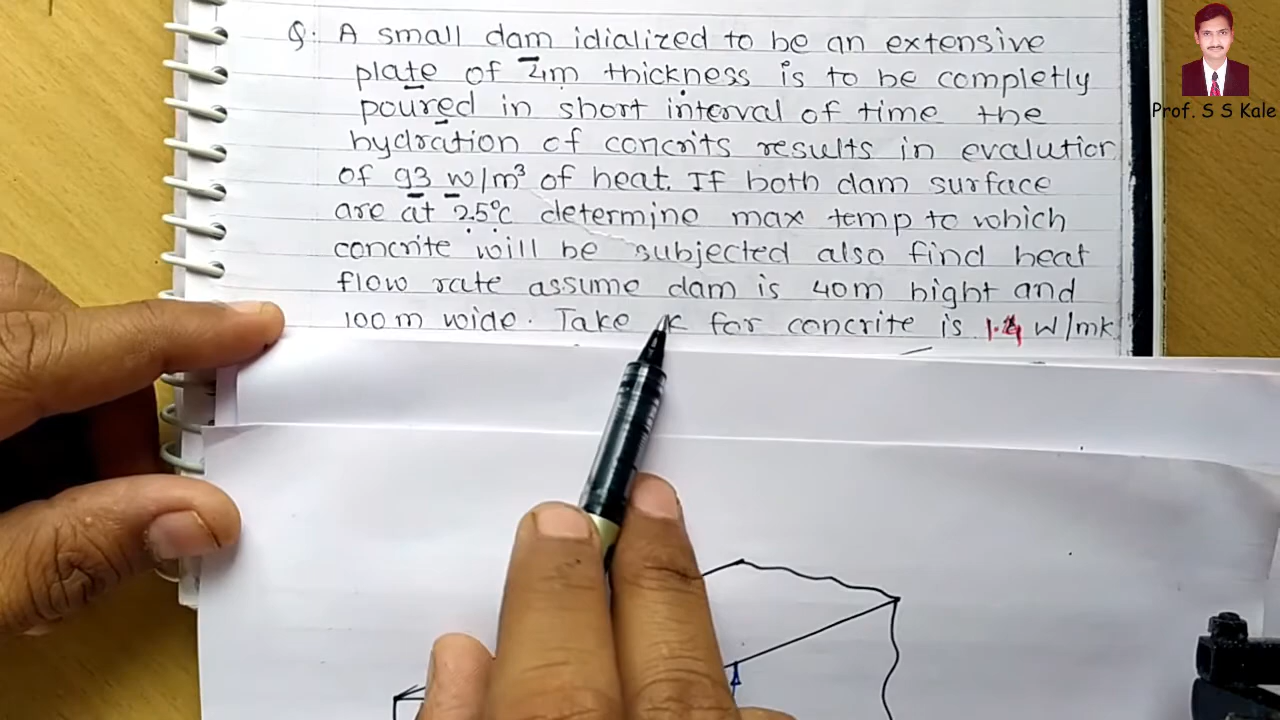 Q. A small dam idialized to be an extensive
plate of 4m thickness is to be completly
poured in short interval of time the
hydration of concrits results in evalution
of 93 w/m³ of heat. If both dam surface
are at 25°c determine max temp to which
concrite will be subjected also find heat
flow rate assume dam is 40m hight and
100m wide. Take k for concrite is 1.4 W/mk
Prof. S S Kale